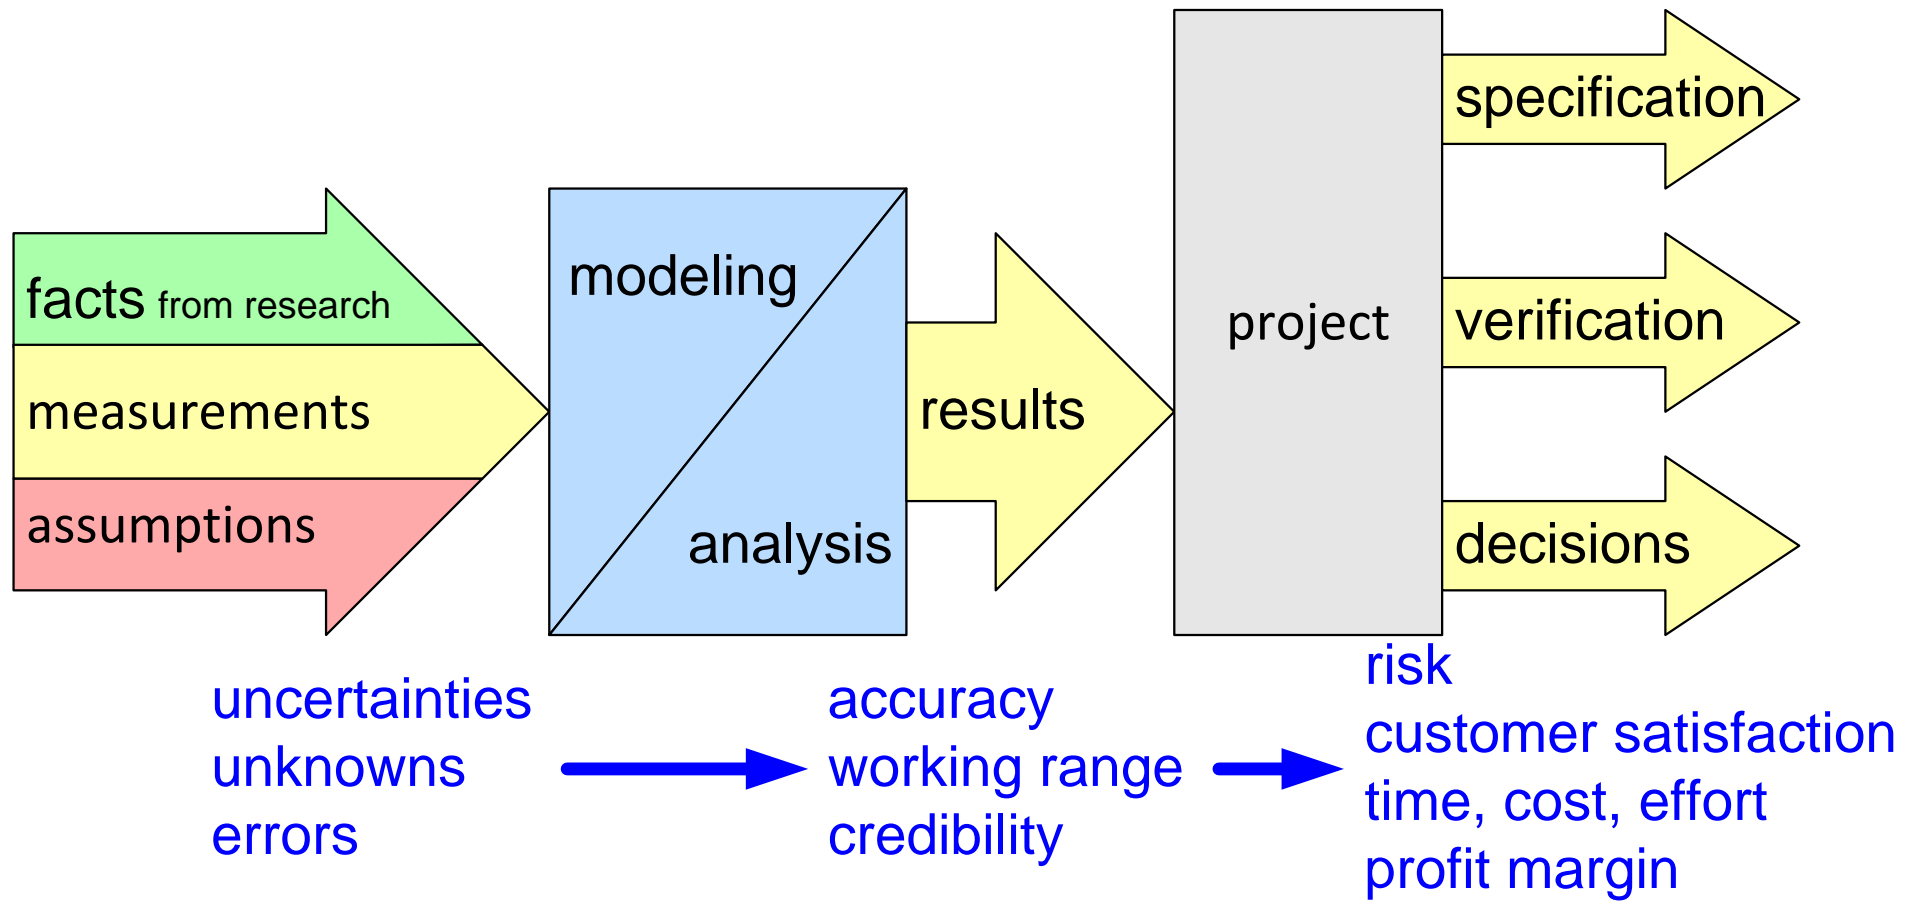 facts from research
measurements
assumptions
modeling
analysis
results
project
specification
verification
decisions
uncertainties
unknowns
errors
accuracy
working range
credibility
risk
customer satisfaction
time, cost, effort
profit margin